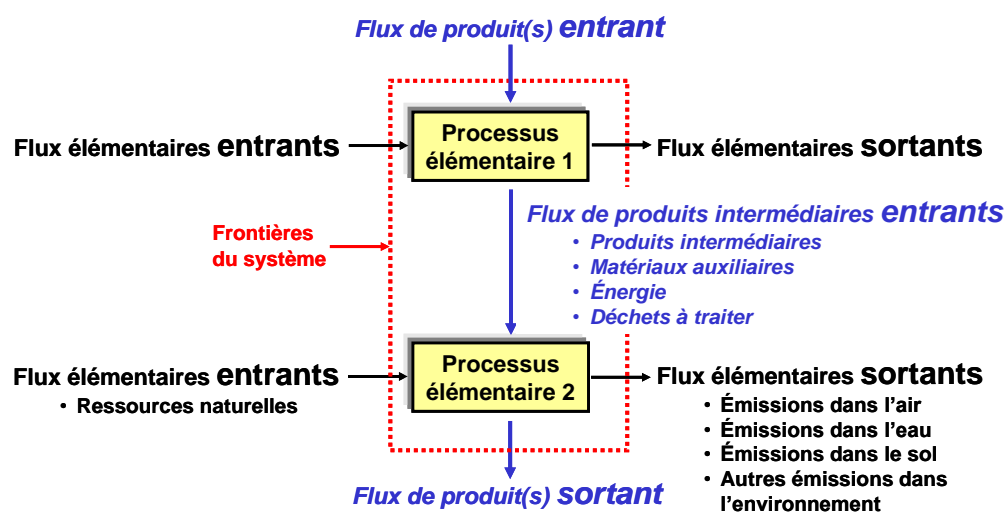 Flux de produit(s) entrant
Flux élémentaires entrants
Processus
élémentaire 1
Flux élémentaires sortants
Flux de produits intermédiaires entrants
• Produits intermédiaires
• Matériaux auxiliaires
• Énergie
• Déchets à traiter
Frontières
du système
Flux élémentaires entrants
• Ressources naturelles
Processus
élémentaire 2
Flux élémentaires sortants
• Émissions dans l'air
• Émissions dans l'eau
• Émissions dans le sol
• Autres émissions dans
l'environnement
Flux de produit(s) sortant